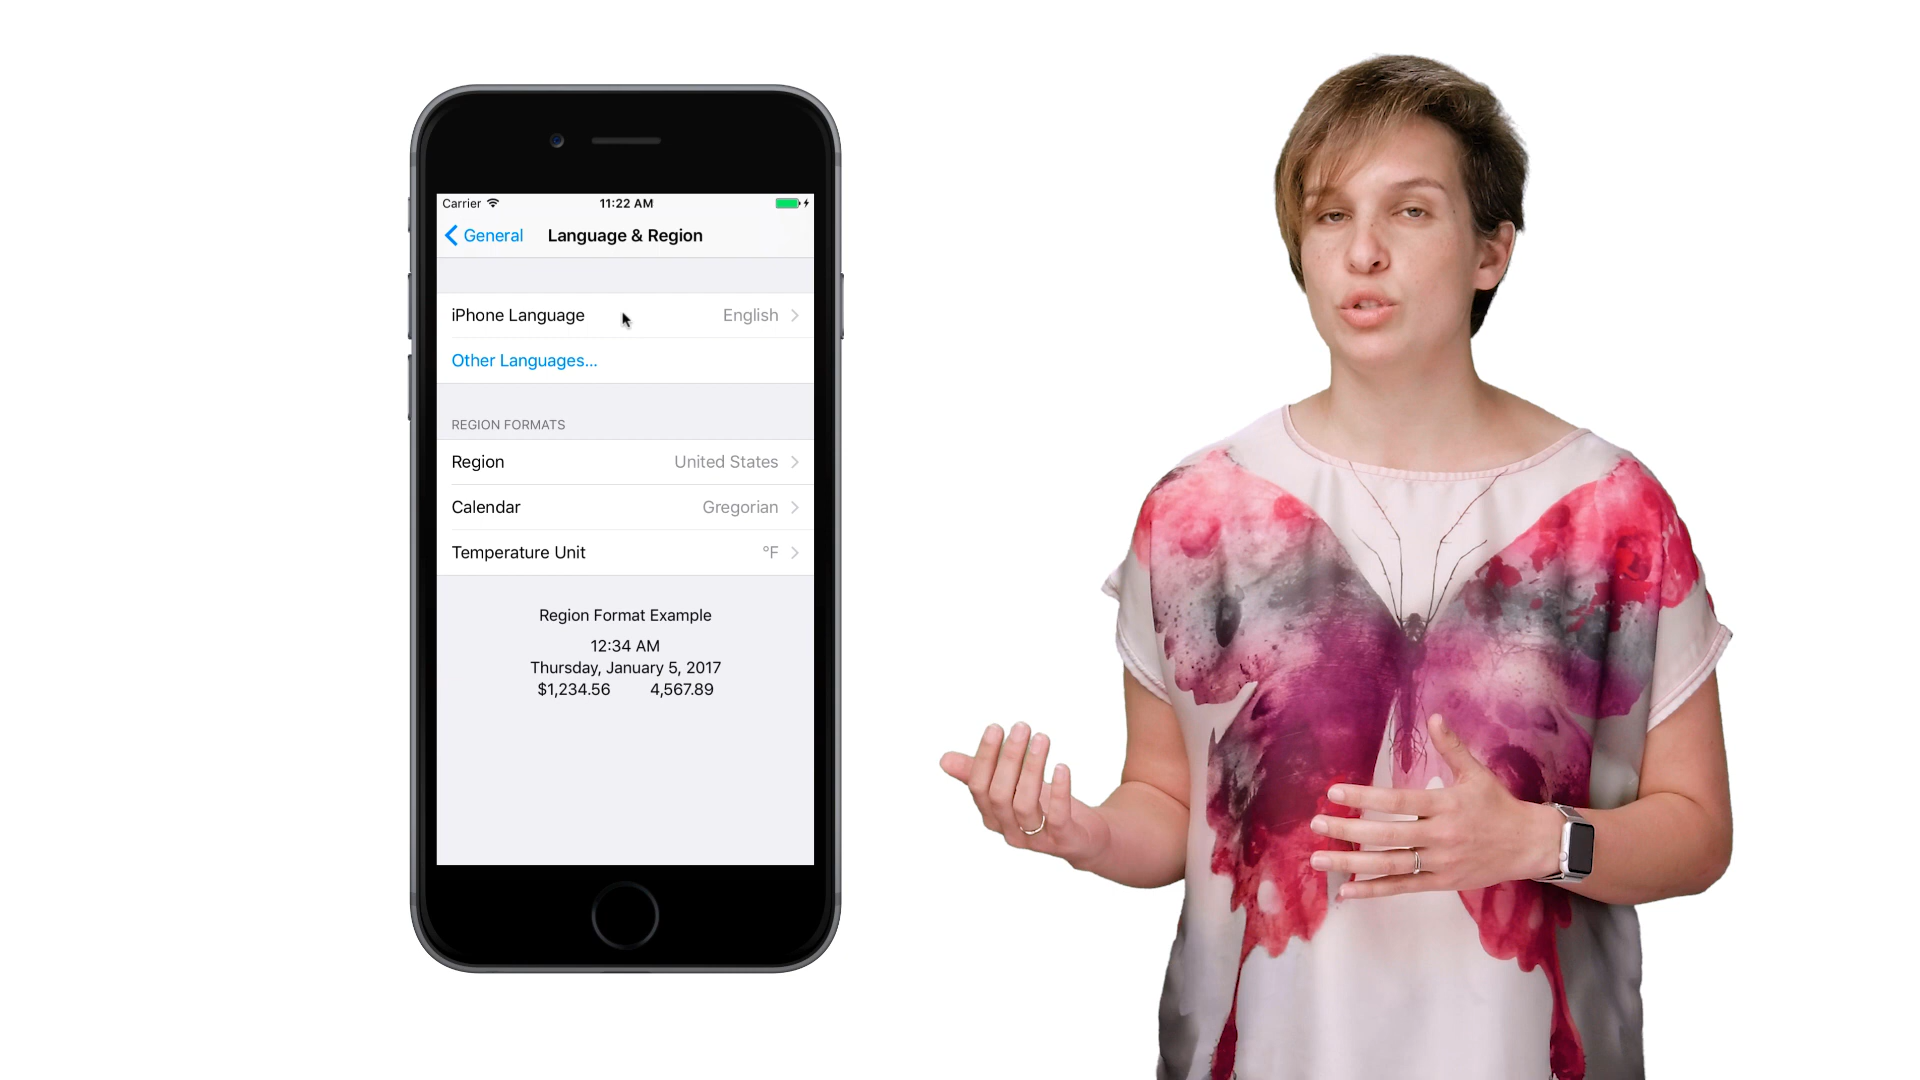 Carrier 11:22 AM
General Language & Region
iPhone Language English
Other Languages...
REGION FORMATS
Region United States
Calendar Gregorian
Temperature Unit °F
Region Format Example
12:34 AM
Thursday, January 5, 2017
$1,234.56 4,567.89